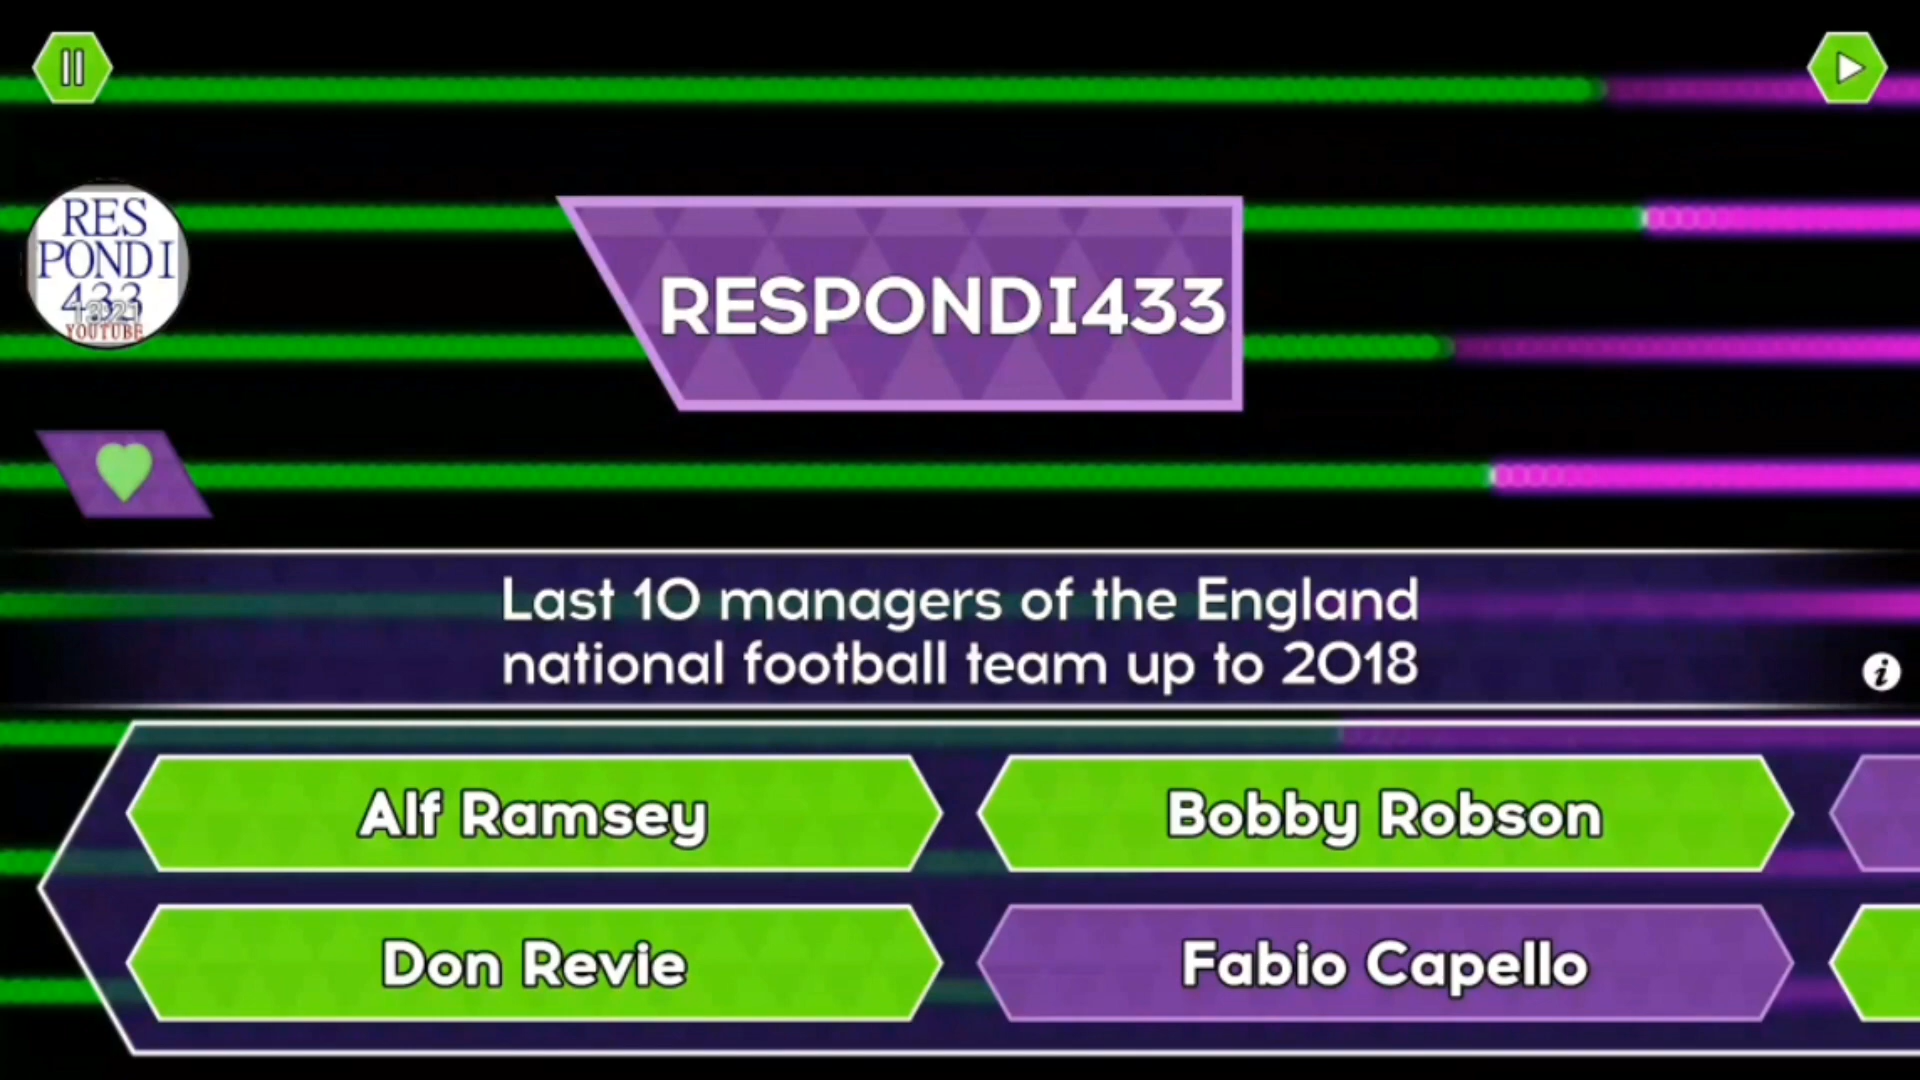 RES
PONDI
433
YOUTUBE
RESPONDI433
Last 10 managers of the England
national football team up to 2018
Alf Ramsey
Bobby Robson
Don Revie
Fabio Capello